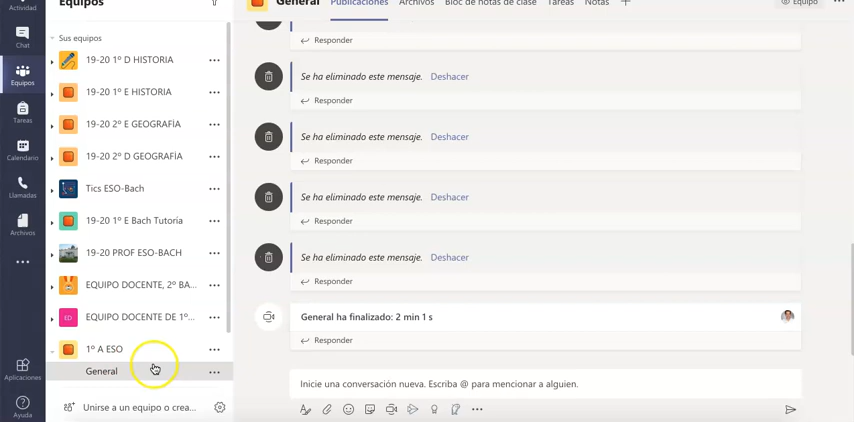 Actividad
Chat
Equipos
Tareas
Calendario
Llamadas
Archivos
Aplicaciones
Ayuda
Equipos
Sus equipos
19-20 1º D HISTORIA
19-20 1º E HISTORIA
19-20 2º E GEOGRAFÍA
19-20 2º D GEOGRAFÍA
Tics ESO-Bach
19-20 1º E Bach Tutoría
19-20 PROF ESO-BACH
EQUIPO DOCENTE, 2º BA...
ED EQUIPO DOCENTE DE 1º...
1º A ESO
General
Unirse a un equipo o crea...
General Publicaciones Archivos Bloc de notas de clase Tareas Notas + Equipo
Responder
Se ha eliminado este mensaje. Deshacer
Responder
Se ha eliminado este mensaje. Deshacer
Responder
Se ha eliminado este mensaje. Deshacer
Responder
Se ha eliminado este mensaje. Deshacer
Responder
General ha finalizado: 2 min 1 s
Responder
Inicie una conversación nueva. Escriba @ para mencionar a alguien.